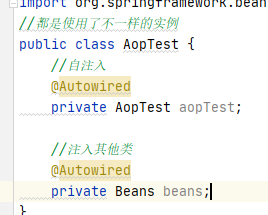 import org.springframework.bean
//都是使用了不一样的实例
public class AopTest {
//自注入
@Autowired
private AopTest aopTest;
//注入其他类
@Autowired
private Beans beans;
}